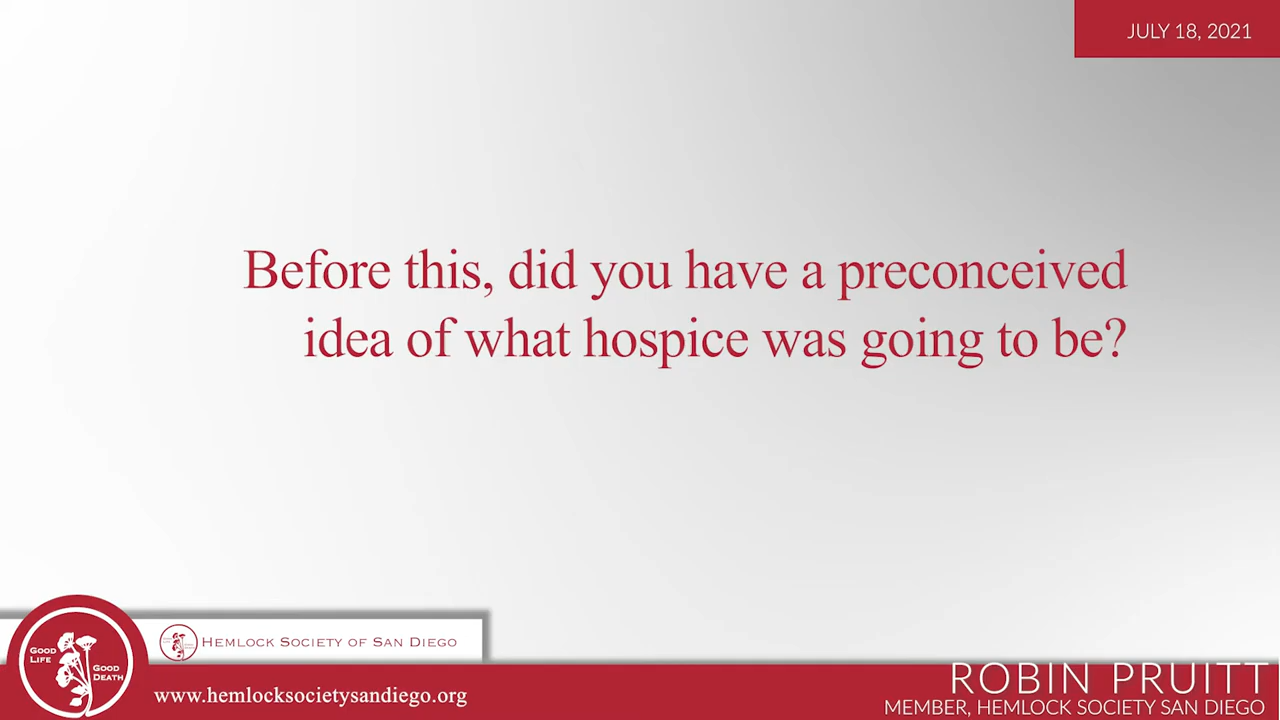 JULY 18, 2021
Before this, did you have a preconceived
idea of what hospice was going to be?
GOOD
LIFE
GOOD
DEATH
HEMLOCK SOCIETY OF SAN DIEGO
www.hemlocksocietysandiego.org
ROBIN PRUITT
MEMBER, HEMLOCK SOCIETY SAN DIEGO